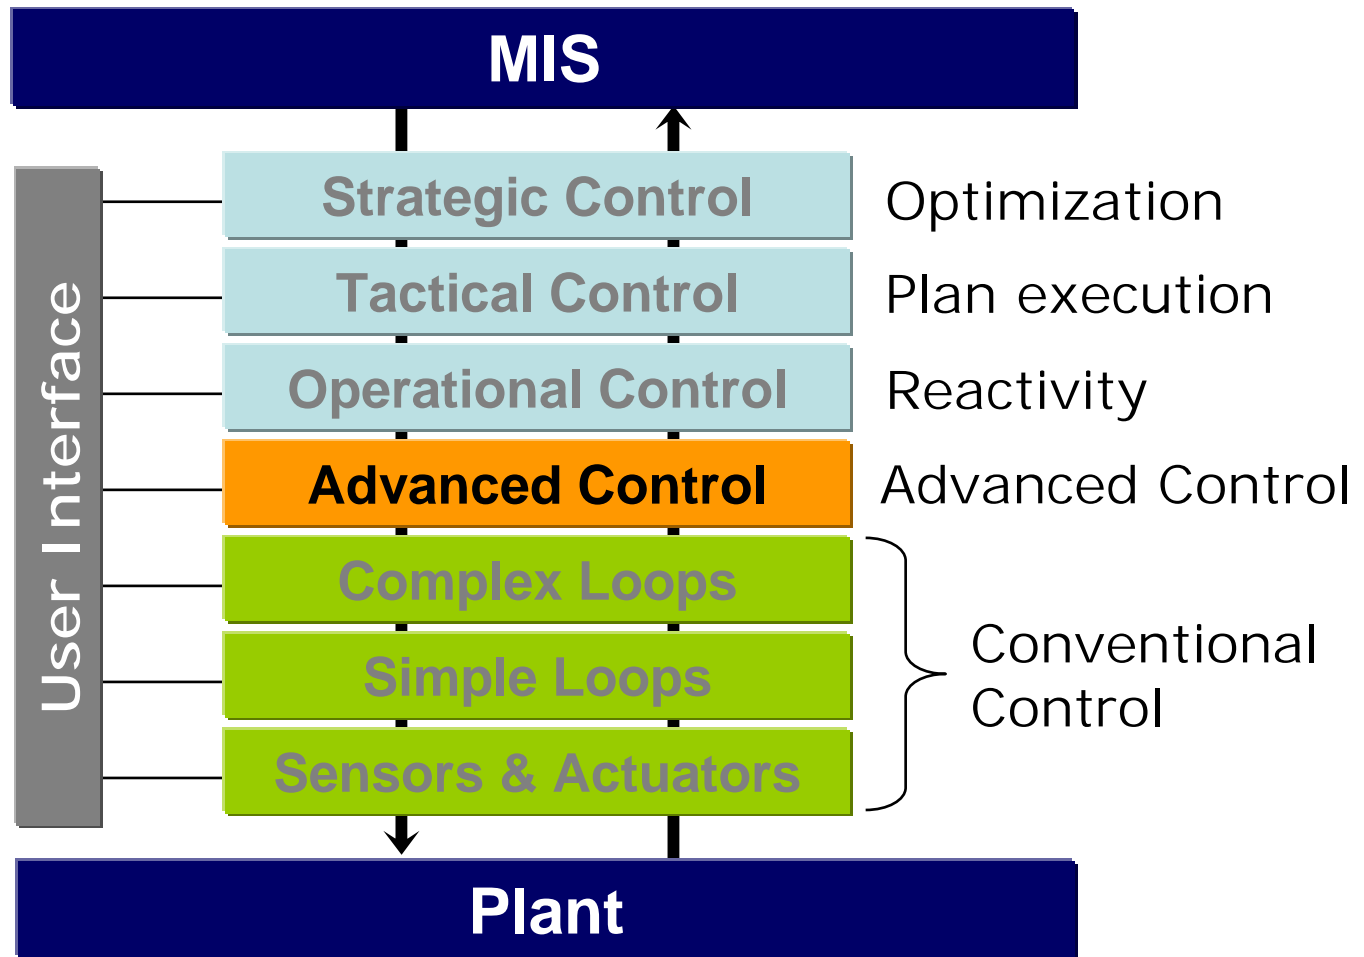 MIS
User Interface
Strategic Control
Optimization
Tactical Control
Plan execution
Operational Control
Reactivity
Advanced Control
Advanced Control
Complex Loops
Simple Loops
Sensors & Actuators
Conventional
Control
Plant